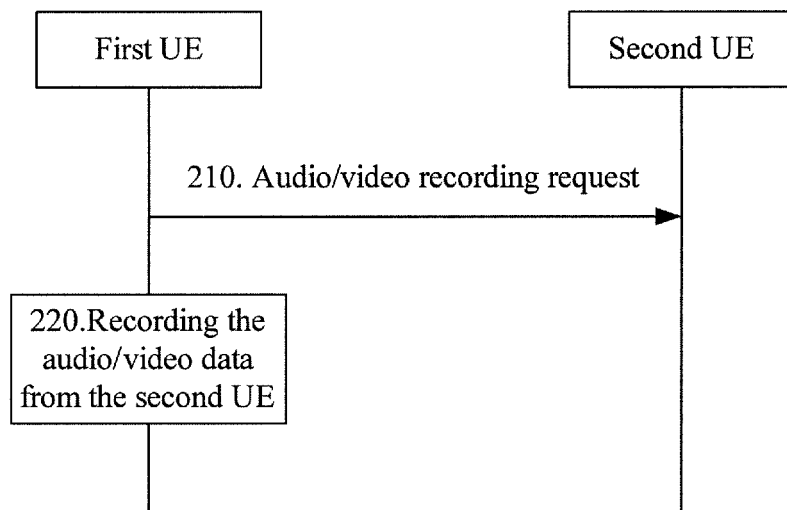 First UE
Second UE
210. Audio/video recording request
220.Recording the
audio/video data
from the second UE